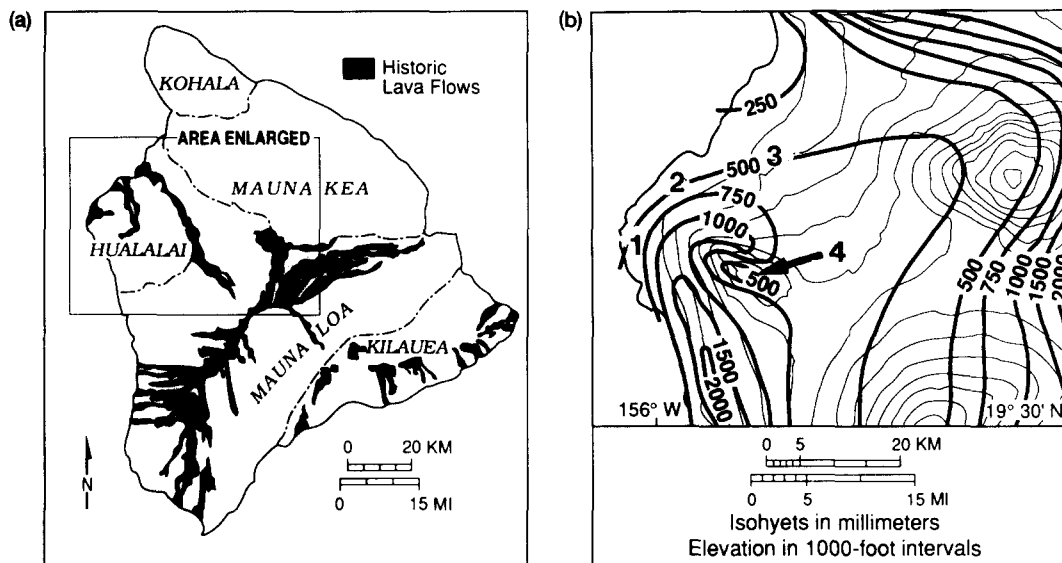 (a)
KOHALA
Historic
Lava Flows
AREA ENLARGED
MAUNA KEA
HUALALAI
MAUNA LOA
KILAUEA
N
0 20 KM
0 15 MI
(b)
250
3
500
2
750
1000
1
4
500
500
750
1000
1500
2000
1500
2000
156° W
19° 30' N
0 5 20 KM
0 5 15 MI
Isohyets in millimeters
Elevation in 1000-foot intervals